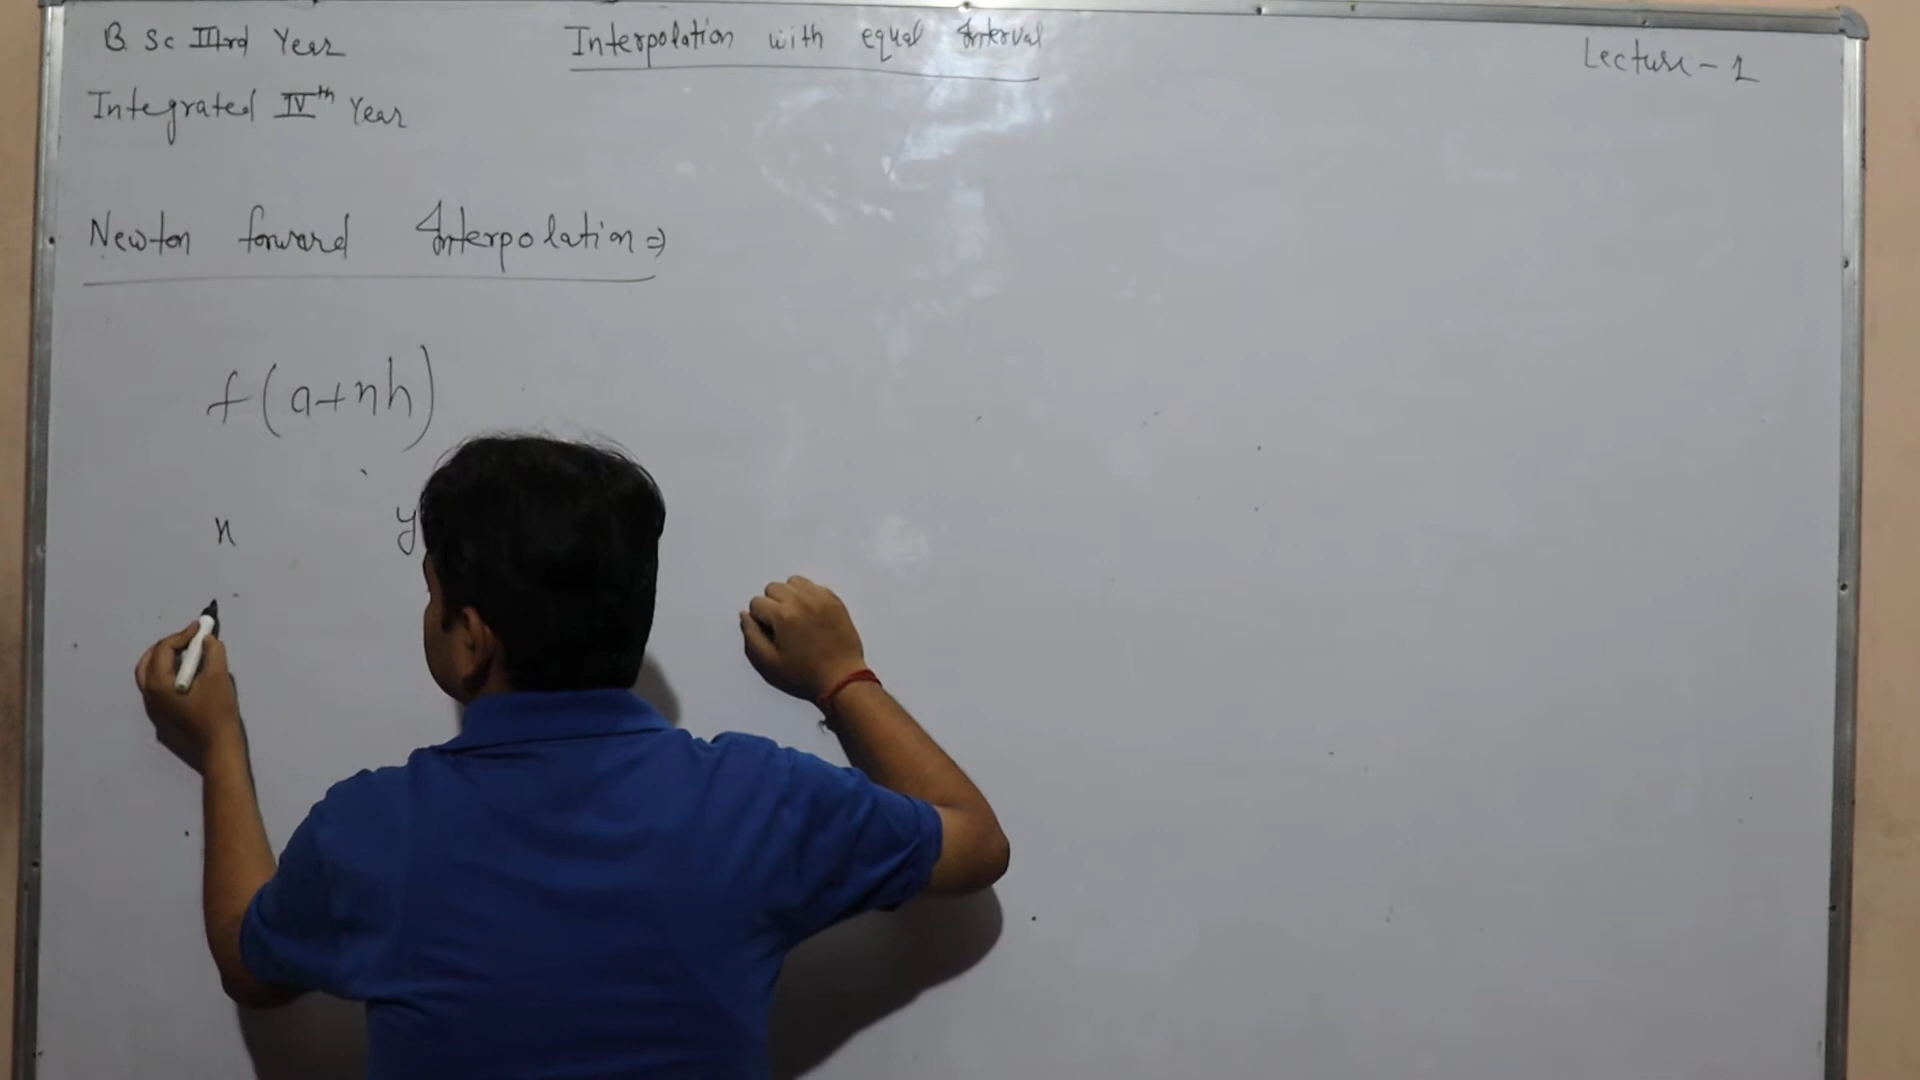 B.Sc IIIrd Year
Integrated IVth Year
Interpolation with equal Interval
Lecture - 1
Newton forward Interpolation ⇒
f(a+nh)
x y